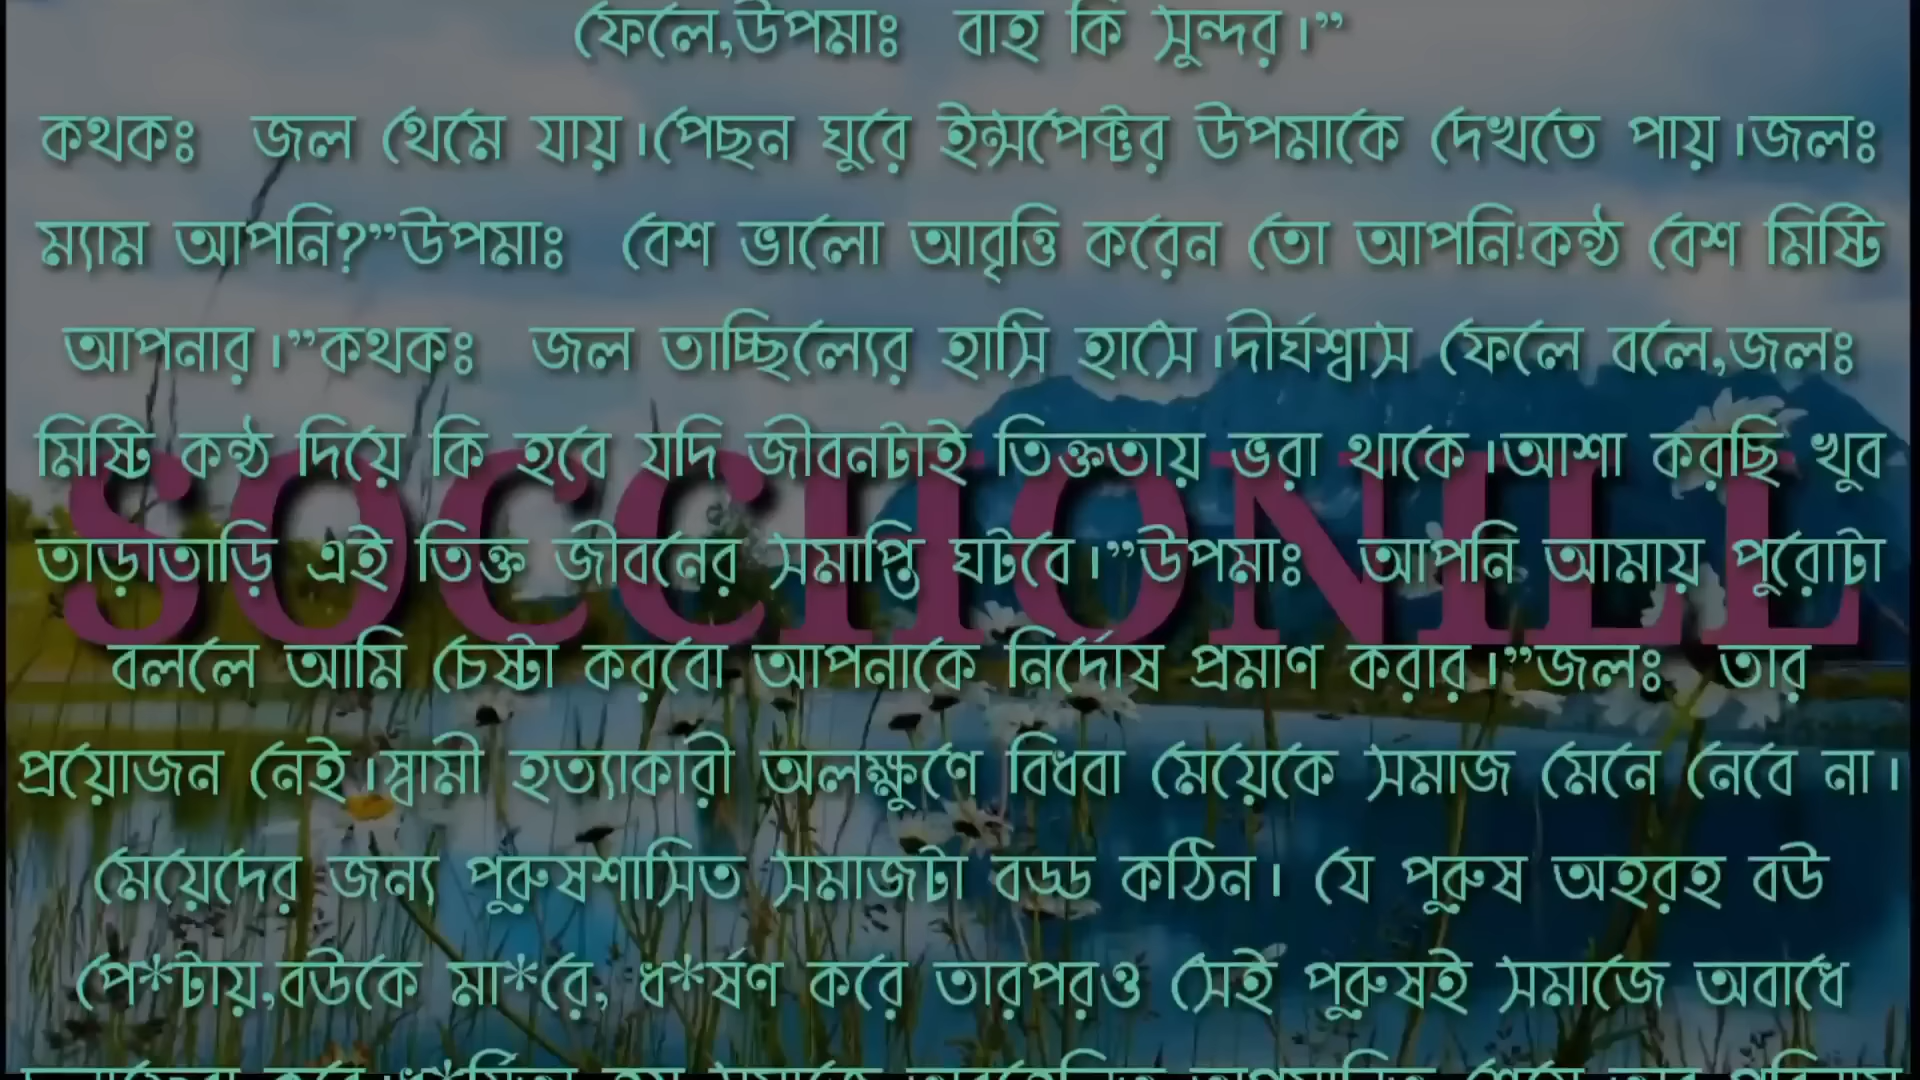 ফেলে,উপমাঃ বাহ কি সুন্দর।”
কথকঃ জল থেমে যায়।পেছন ঘুরে ইন্সপেক্টর উপমাকে দেখতে পায়।জলঃ
ম্যাম আপনি?”উপমাঃ বেশ ভালো আবৃত্তি করেন তো আপনি!কন্ঠ বেশ মিষ্টি
আপনার।”কথকঃ জল তাচ্ছিল্যের হাসি হাসে।দীর্ঘশ্বাস ফেলে বলে,জলঃ
মিষ্টি কন্ঠ দিয়ে কি হবে যদি জীবনটাই তিক্ততায় ভরা থাকে।আশা করছি খুব
SOCCHONILL
তাড়াতাড়ি এই তিক্ত জীবনের সমাপ্তি ঘটবে।”উপমাঃ আপনি আমায় পুরোটা
বললে আমি চেষ্টা করবো আপনাকে নির্দোষ প্রমাণ করার।”জলঃ তার
প্রয়োজন নেই।স্বামী হত্যাকারী অলক্ষুণে বিধবা মেয়েকে সমাজ মেনে নেবে না।
মেয়েদের জন্য পুরুষশাসিত সমাজটা বড্ড কঠিন। যে পুরুষ অহরহ বউ
পে*টায়,বউকে মা*রে, ধ*র্ষণ করে তারপরও সেই পুরুষই সমাজে অবাধে